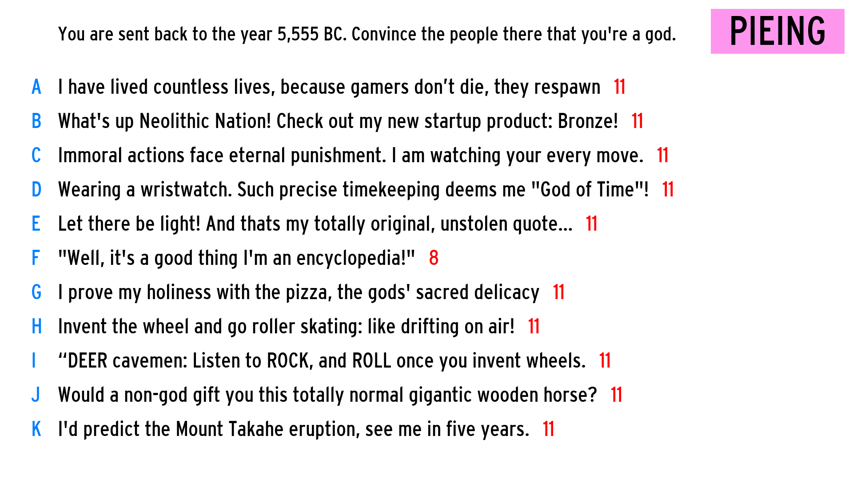 You are sent back to the year 5,555 BC. Convince the people there that you're a god.
PIEING
A I have lived countless lives, because gamers don’t die, they respawn 11
B What's up Neolithic Nation! Check out my new startup product: Bronze! 11
C Immoral actions face eternal punishment. I am watching your every move. 11
D Wearing a wristwatch. Such precise timekeeping deems me "God of Time"! 11
E Let there be light! And thats my totally original, unstolen quote... 11
F "Well, it's a good thing I'm an encyclopedia!" 8
G I prove my holiness with the pizza, the gods' sacred delicacy 11
H Invent the wheel and go roller skating: like drifting on air! 11
I “DEER cavemen: Listen to ROCK, and ROLL once you invent wheels. 11
J Would a non-god gift you this totally normal gigantic wooden horse? 11
K I'd predict the Mount Takahe eruption, see me in five years. 11